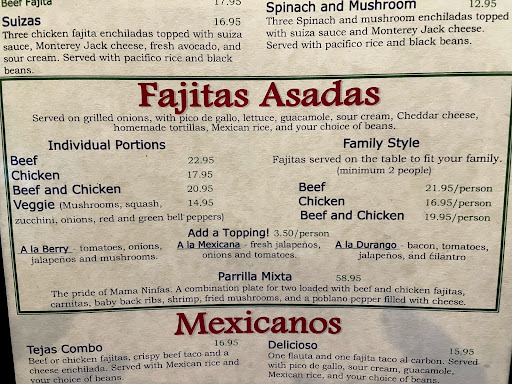 Beef Fajita 17.95
Suizas 16.95
Three chicken fajita enchiladas topped with suiza
sauce, Monterey Jack cheese, fresh avocado, and
sour cream. Served with pacifico rice and black
beans.
Spinach and Mushroom 12.95
Three Spinach and mushroom enchiladas topped
with suiza sauce and Monterey Jack cheese.
Served with pacifico rice and black beans.
Fajitas Asadas
Served on grilled onions, with pico de gallo, lettuce, guacamole, sour cream, Cheddar cheese,
homemade tortillas, Mexican rice, and your choice of beans.
Individual Portions
Beef 22.95
Chicken 17.95
Beef and Chicken 20.95
Veggie (Mushrooms, squash, 14.95
zucchini, onions, red and green bell peppers)
Family Style
Fajitas served on the table to fit your family.
(minimum 2 people)
Beef 21.95/person
Chicken 16.95/person
Beef and Chicken 19.95/person
Add a Topping! 3.50/person
A la Berry - tomatoes, onions,
jalapeños and mushrooms.
A la Mexicana - fresh jalapeños,
onions and tomatoes.
A la Durango - bacon, tomatoes,
jalapeños, and cilantro
Parrilla Mixta 58.95
The pride of Mama Ninfas. A combination plate for two loaded with beef and chicken fajitas,
carnitas, baby back ribs, shrimp, fried mushrooms, and a poblano pepper filled with cheese.
Mexicanos
Tejas Combo 16.95
Beef or chicken fajitas, crispy beef taco and a
cheese enchilada. Served with Mexican rice and
your choice of beans.
Delicioso 15.95
One flauta and one fajita taco al carbon. Served
with pico de gallo, sour cream, guacamole,
Mexican rice, and your choice of beans.